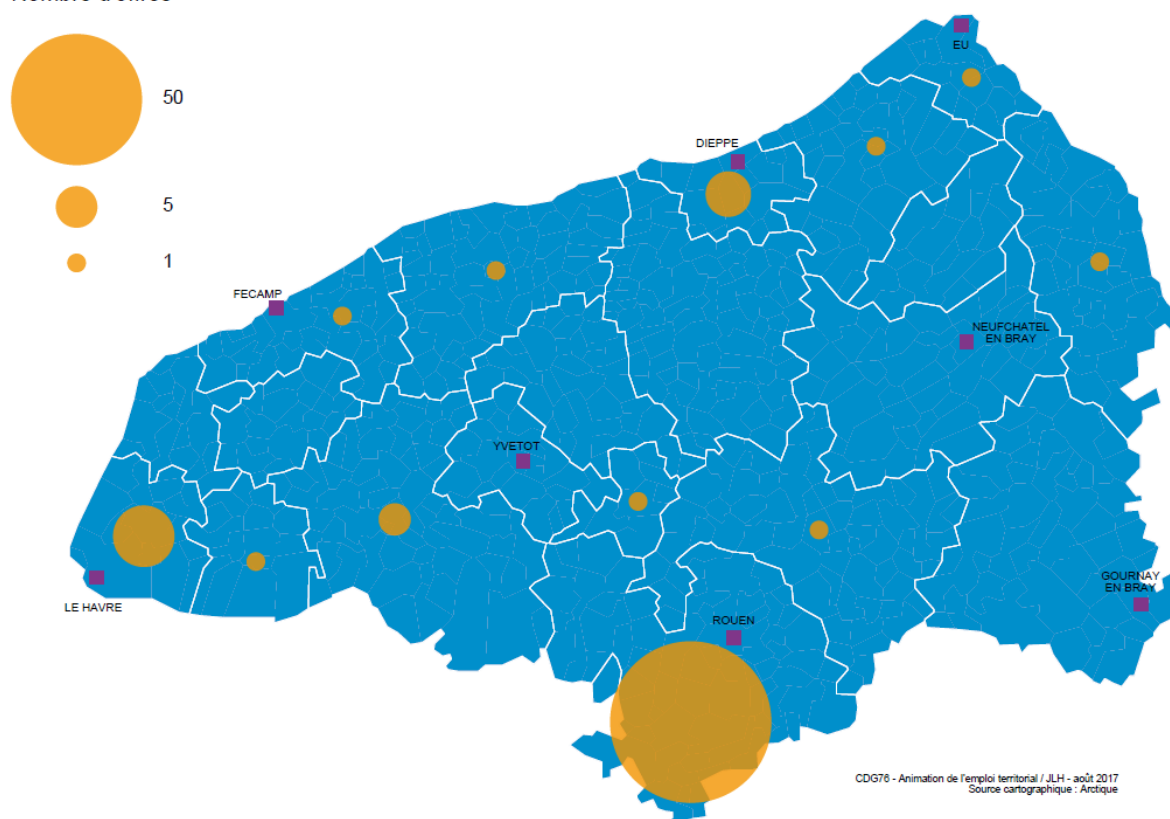 50
5
1
EU
DIEPPE
FECAMP
NEUFCHATEL
EN BRAY
YVETOT
GOURNAY
EN BRAY
LE HAVRE
ROUEN
CDG76 - Animation de l'emploi territorial / JLH - août 2017
Source cartographique : Arctique